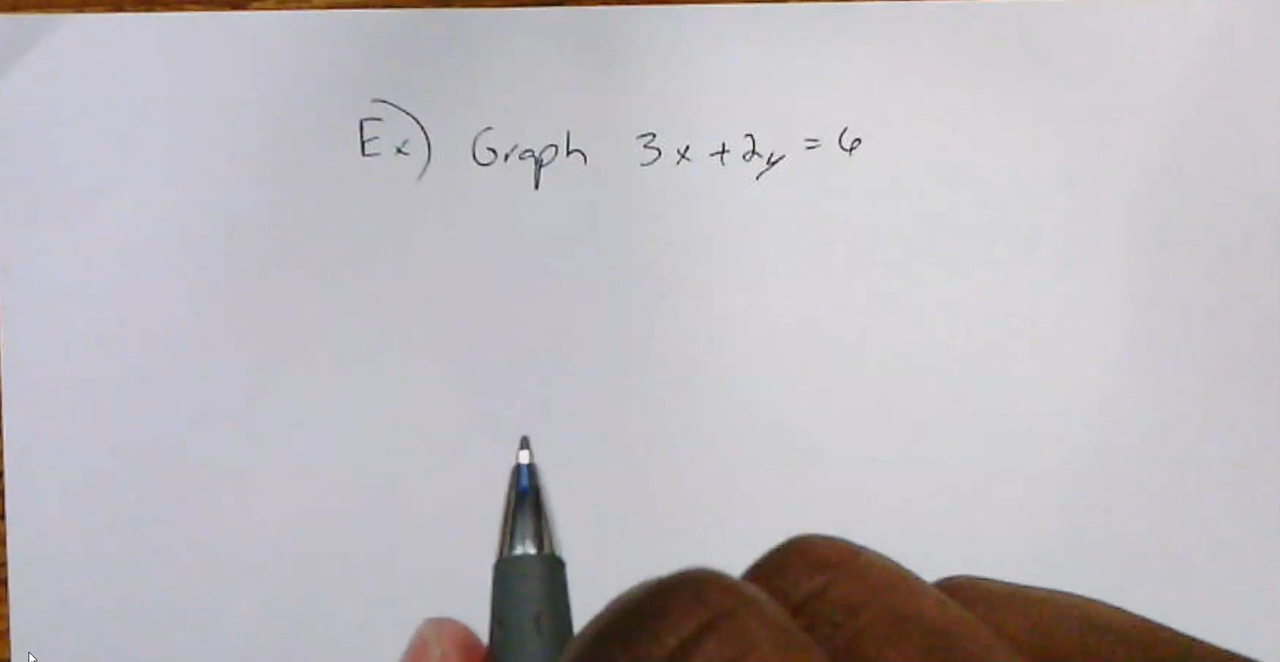 Ex) Graph 3x + 2y = 6